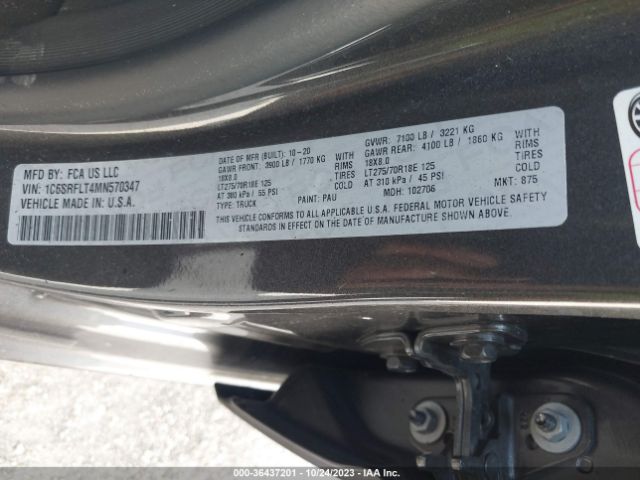 MFD BY: FCA US LLC
VIN: 1C6SRFLT4MN570347
VEHICLE MADE IN U.S.A.
DATE OF MFR (BUILT): 10-20
GAWR FRONT: 3900 LB / 1770 KG WITH
18X8.0 RIMS
LT275/70R18E 125 TIRES
AT 380 kPa / 55 PSI COLD
TYPE: TRUCK PAINT: PAU
GVWR: 7100 LB / 3221 KG
GAWR REAR: 4100 LB / 1860 KG WITH
18X8.0 RIMS
LT275/70R18E 125 TIRES
AT 310 kPa / 45 PSI COLD
MDH: 102706 MKT: 875
THIS VEHICLE CONFORMS TO ALL APPLICABLE U.S.A. FEDERAL MOTOR VEHICLE SAFETY
STANDARDS IN EFFECT ON THE DATE OF MANUFACTURE SHOWN ABOVE.
000-36437201 - 10/24/2023 - IAA Inc.